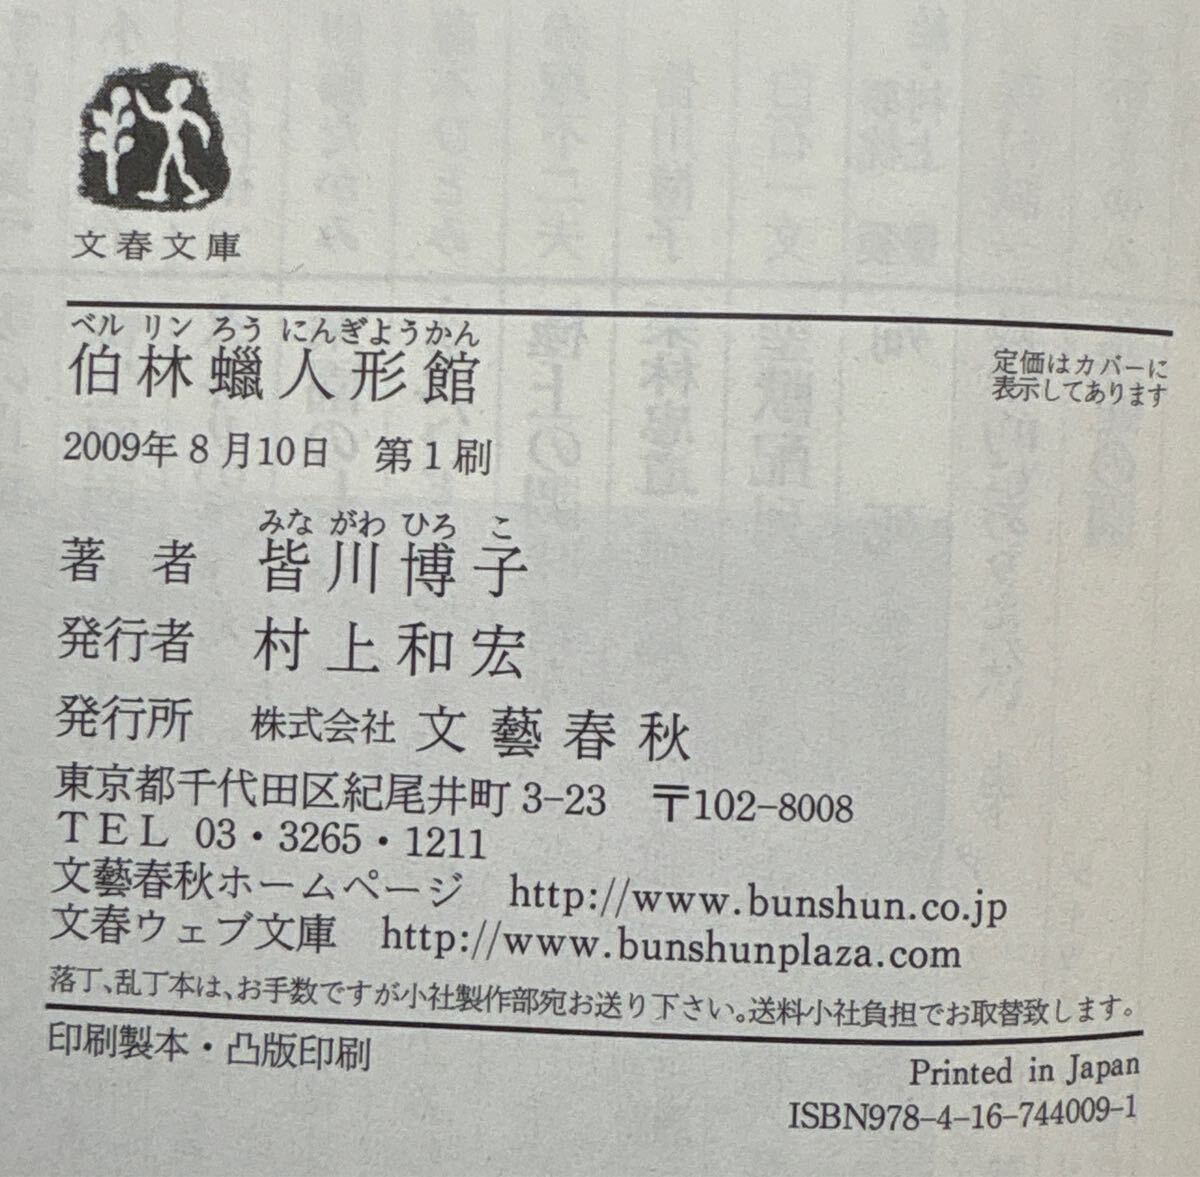 文春文庫
ベルリンろうにんぎようかん
伯林蠟人形館
定価はカバーに
表示してあります
2009年8月10日　第1刷
みながわひろこ
著　者　皆川博子
発行者　村上和宏
発行所　株式会社 文藝春秋
東京都千代田区紀尾井町 3-23　〒102-8008
ＴＥＬ 03・3265・1211
文藝春秋ホームページ　http://www.bunshun.co.jp
文春ウェブ文庫　http://www.bunshunplaza.com
落丁、乱丁本は、お手数ですが小社製作部宛お送り下さい。送料小社負担でお取替致します。
印刷製本・凸版印刷
Printed in Japan
ISBN978-4-16-744009-1